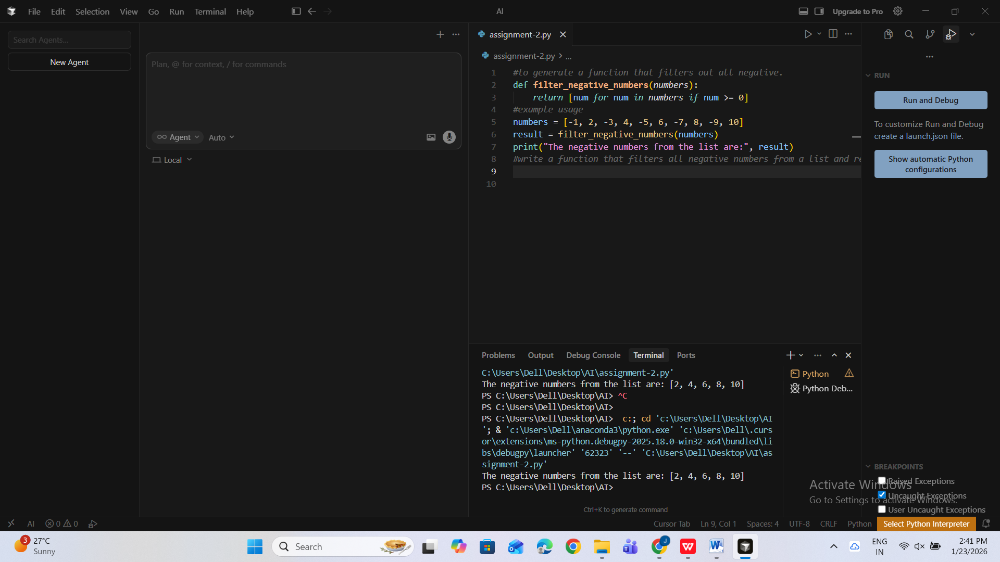 File Edit Selection View Go Run Terminal Help
AI
Upgrade to Pro
Search Agents...
New Agent
Plan, @ for context, / for commands
Agent Auto
Local
assignment-2.py
assignment-2.py > ...
1 #to generate a function that filters out all negative.
2 def filter_negative_numbers(numbers):
3 return [num for num in numbers if num >= 0]
4 #example usage
5 numbers = [-1, 2, -3, 4, -5, 6, -7, 8, -9, 10]
6 result = filter_negative_numbers(numbers)
7 print("The negative numbers from the list are:", result)
8 #write a function that filters all negative numbers from a list and re
9
10
RUN
Run and Debug
To customize Run and Debug
create a launch.json file.
Show automatic Python
configurations
Problems Output Debug Console Terminal Ports
C:\Users\Dell\Desktop\AI\assignment-2.py'
The negative numbers from the list are: [2, 4, 6, 8, 10]
PS C:\Users\Dell\Desktop\AI> ^C
PS C:\Users\Dell\Desktop\AI>
PS C:\Users\Dell\Desktop\AI>  c:; cd 'c:\Users\Dell\Desktop\AI
'; & 'c:\Users\Dell\anaconda3\python.exe' 'c:\Users\Dell\.curs
or\extensions\ms-python.debugpy-2025.18.0-win32-x64\bundled\li
bs\debugpy\launcher' '62323' '--' 'C:\Users\Dell\Desktop\AI\as
signment-2.py'
The negative numbers from the list are: [2, 4, 6, 8, 10]
PS C:\Users\Dell\Desktop\AI>
Ctrl+K to generate command
Python
Python Deb...
BREAKPOINTS
Raised Exceptions
Uncaught Exceptions
User Uncaught Exceptions
Activate Windows
Go to Settings to activate Windows.
AI 0 0
Cursor Tab Ln 9, Col 1 Spaces: 4 UTF-8 CRLF Python Select Python Interpreter
3
27°C
Sunny
Search
J
ENG
IN
2:41 PM
1/23/2026